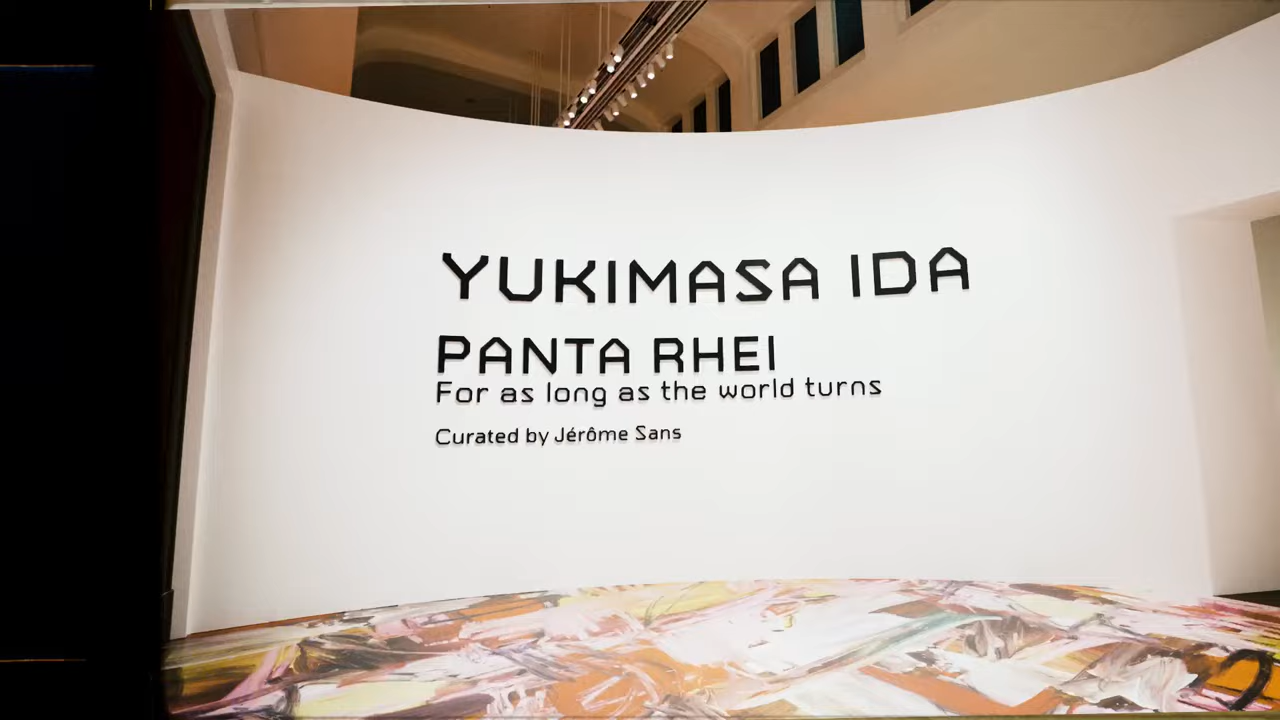 YUKIMASA IDA
PANTA RHEI
For as long as the world turns
Curated by Jérôme Sans